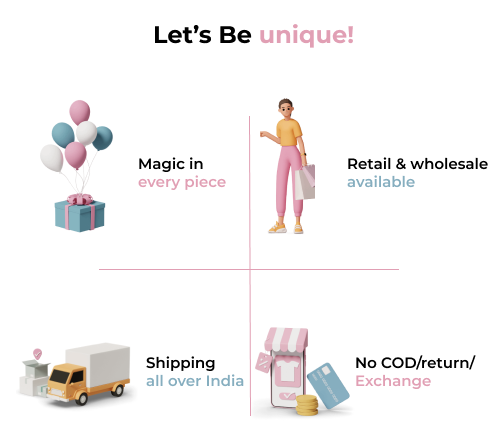 Let's Be unique!
Magic in
every piece
Retail & wholesale
available
Shipping
all over India
No COD/return/
Exchange